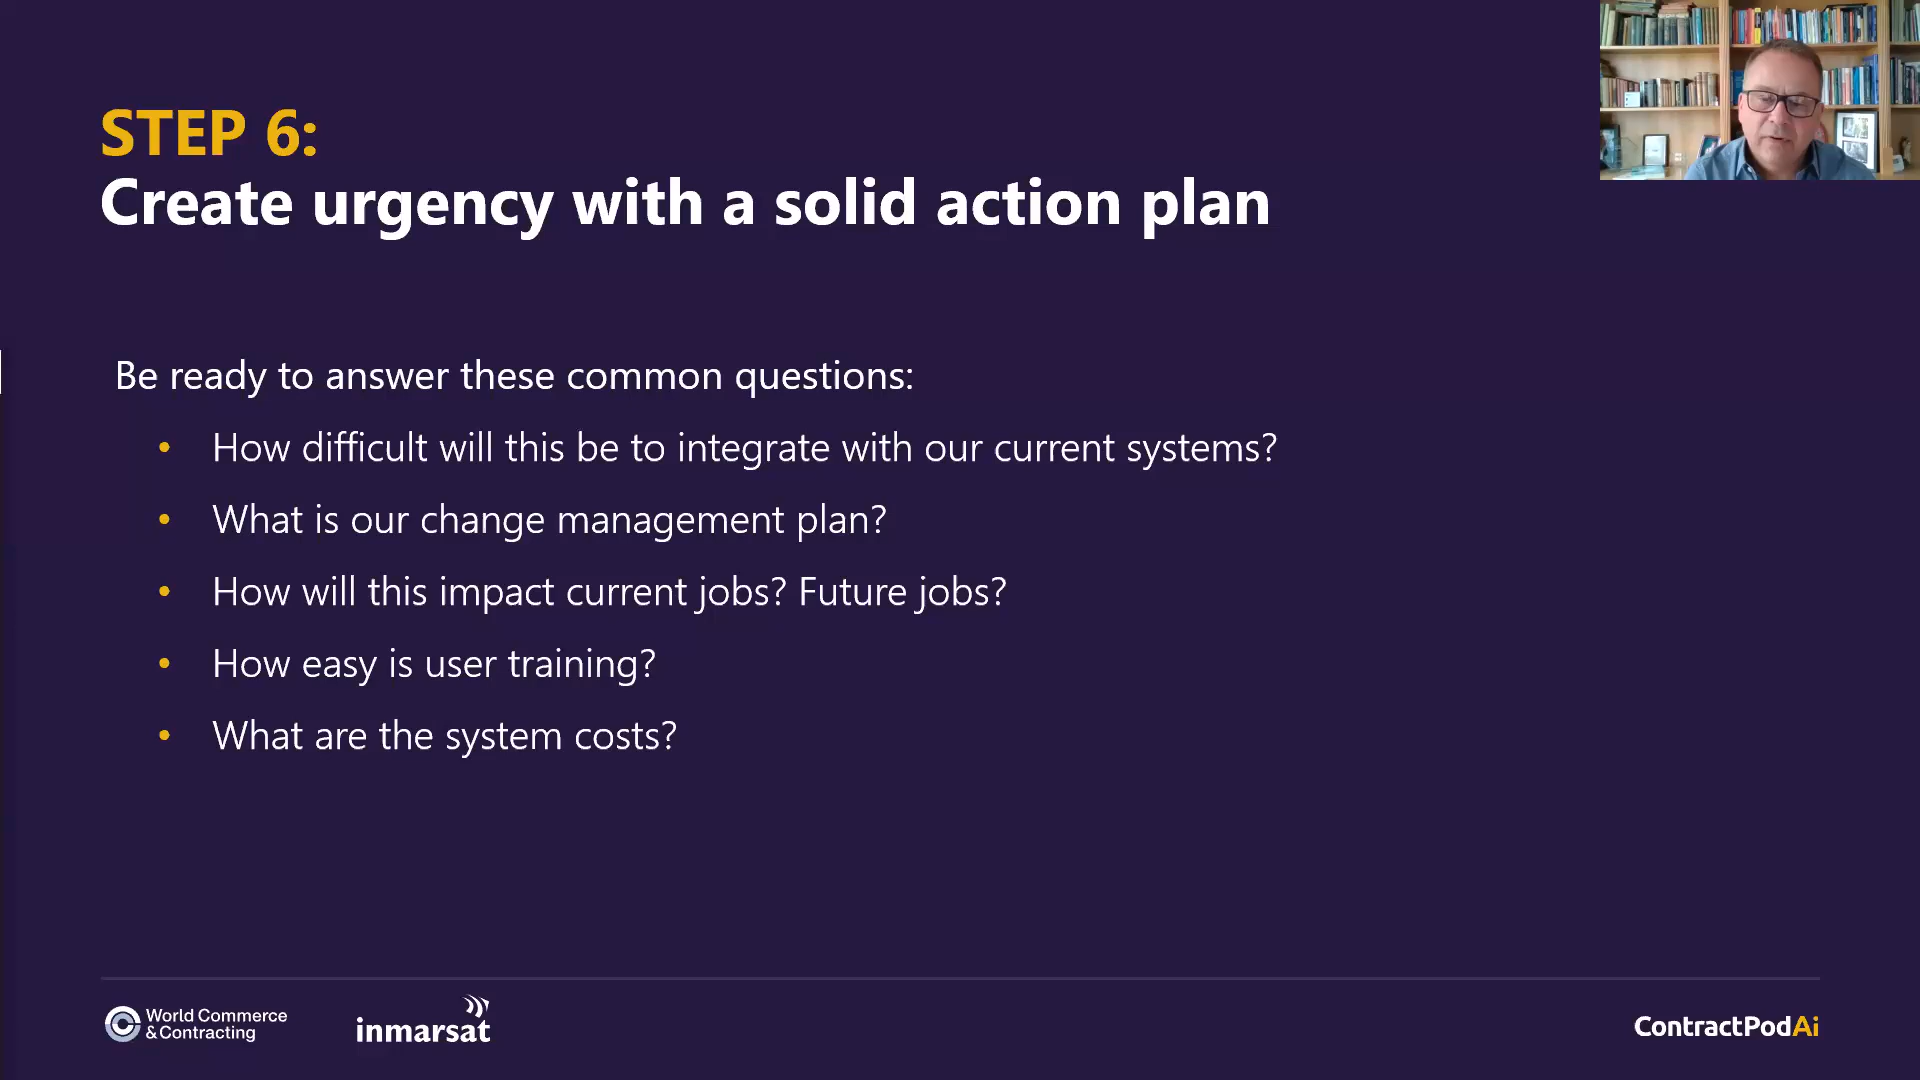 STEP 6:
Create urgency with a solid action plan
Be ready to answer these common questions:
• How difficult will this be to integrate with our current systems?
• What is our change management plan?
• How will this impact current jobs? Future jobs?
• How easy is user training?
• What are the system costs?
World Commerce
& Contracting
inmarsat
ContractPodAi